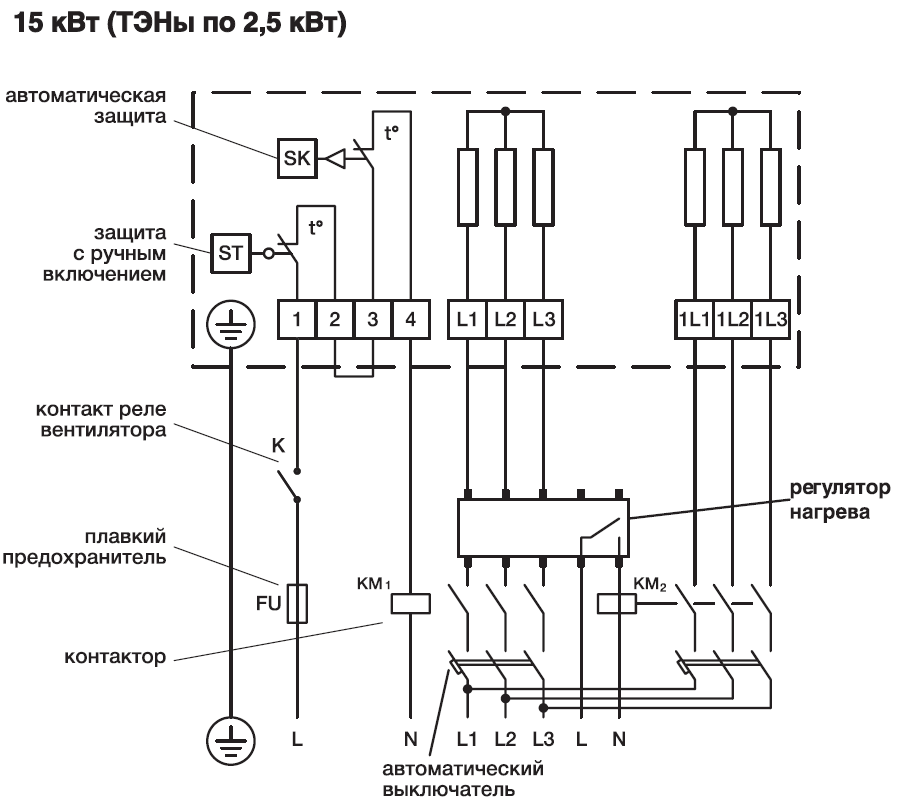 15 кВт (ТЭНы по 2,5 кВт)
автоматическая
защита
t°
SK
защита
с ручным
включением
t°
ST
1 2 3 4 L1 L2 L3 1L1 1L2 1L3
контакт реле
вентилятора
K
регулятор
нагрева
плавкий
предохранитель
FU
KM1
KM2
контактор
L N L1 L2 L3 L N
автоматический
выключатель